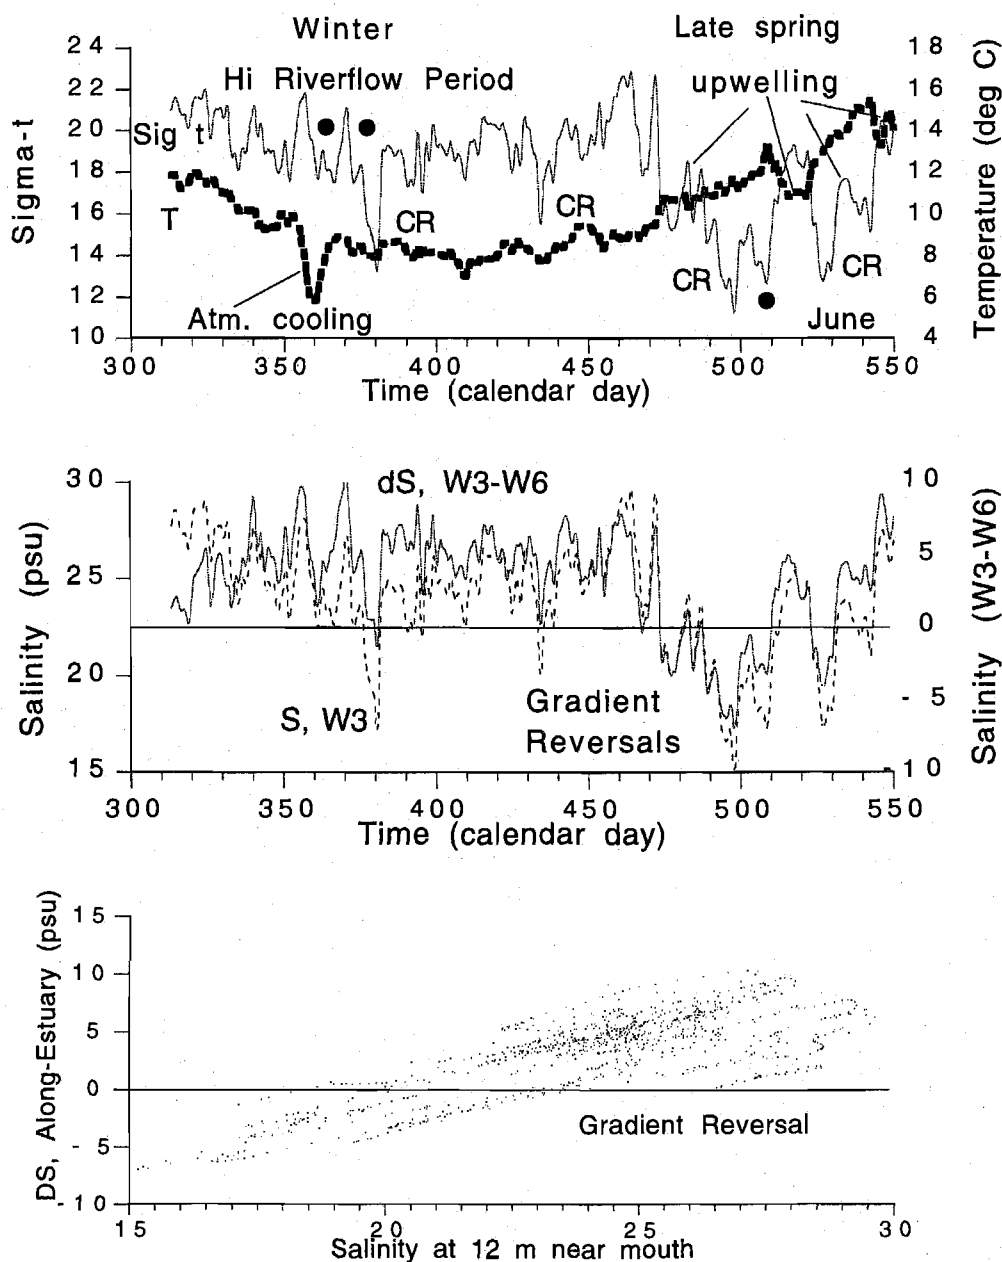 Winter
Late spring
24
18
Hi Riverflow Period
upwelling
22
16
Sig t
20
14
18
12
T
16
CR
CR
10
14
CR
CR
8
12
Atm. cooling
June
6
10
4
Sigma-t
Temperature (deg C)
300 350 400 450 500 550
Time (calendar day)
30
dS, W3-W6
10
25
5
0
20
S, W3
Gradient
Reversals
- 5
15
10
Salinity (psu)
Salinity (W3-W6)
300 350 400 450 500 550
Time (calendar day)
15
10
5
0
Gradient Reversal
- 5
- 10
DS, Along-Estuary (psu)
15 20 25 30
Salinity at 12 m near mouth